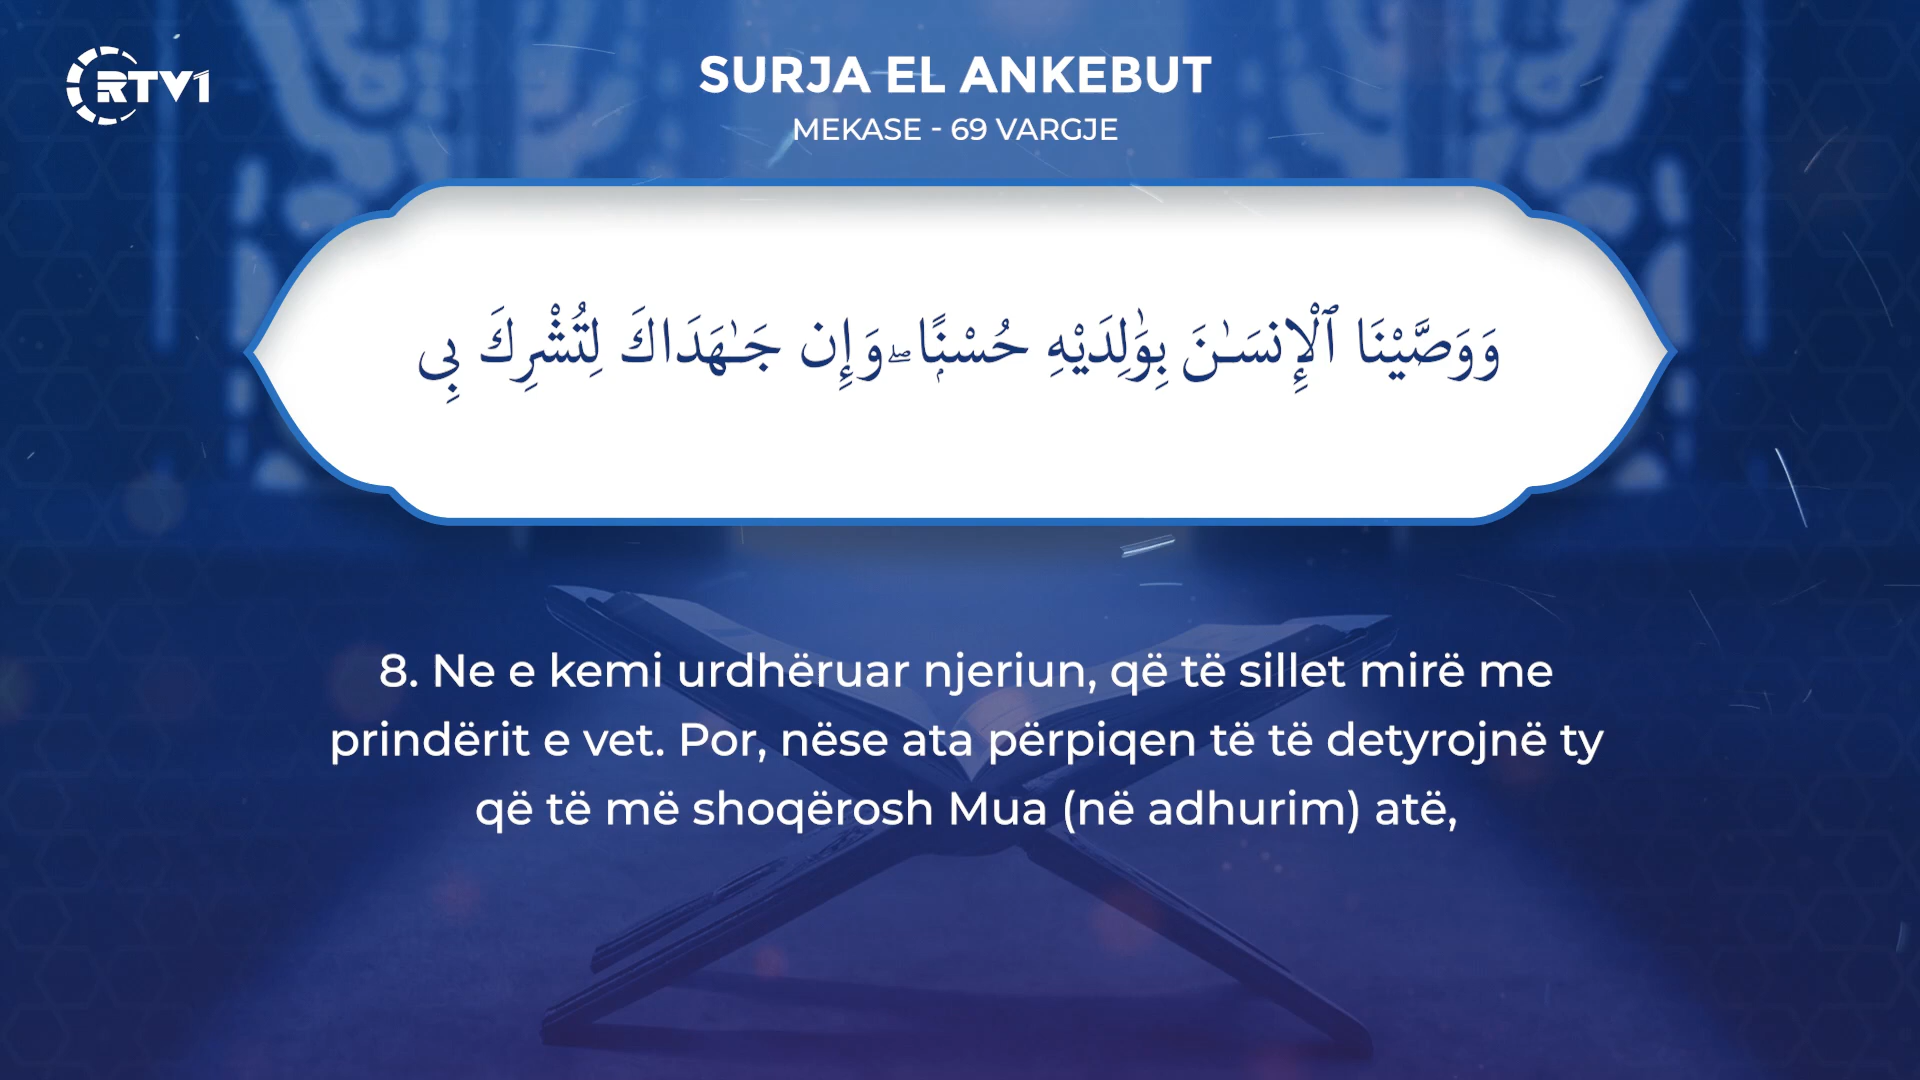 RTV1
SURJA EL ANKEBUT
MEKASE - 69 VARGJE
وَوَصَّيْنَا ٱلْإِنسَـٰنَ بِوَٰلِدَيْهِ حُسْنًۭا ۖ وَإِن جَـٰهَدَاكَ لِتُشْرِكَ بِى
8. Ne e kemi urdhëruar njeriun, që të sillet mirë me
prindërit e vet. Por, nëse ata përpiqen të të detyrojnë ty
që të më shoqërosh Mua (në adhurim) atë,